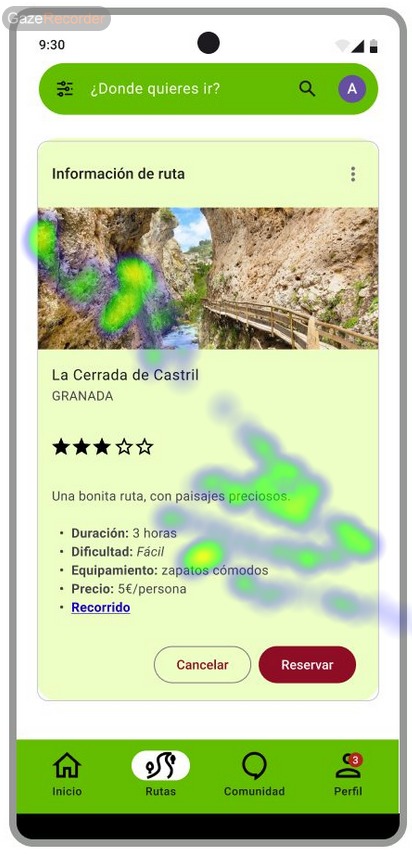 GazeRecorder
9:30
¿Donde quieres ir?
A
Información de ruta
La Cerrada de Castril
GRANADA
Una bonita ruta, con paisajes preciosos.
• Duración: 3 horas
• Dificultad: Fácil
• Equipamiento: zapatos cómodos
• Precio: 5€/persona
• Recorrido
Cancelar
Reservar
3
Inicio
Rutas
Comunidad
Perfil